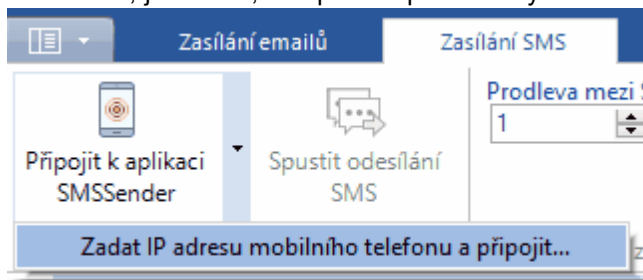 Zasílání emailů
Zasílání SMS
Připojit k aplikaci
SMSSender
Spustit odesílání
SMS
Prodleva mezi
1
Zadat IP adresu mobilního telefonu a připojit...